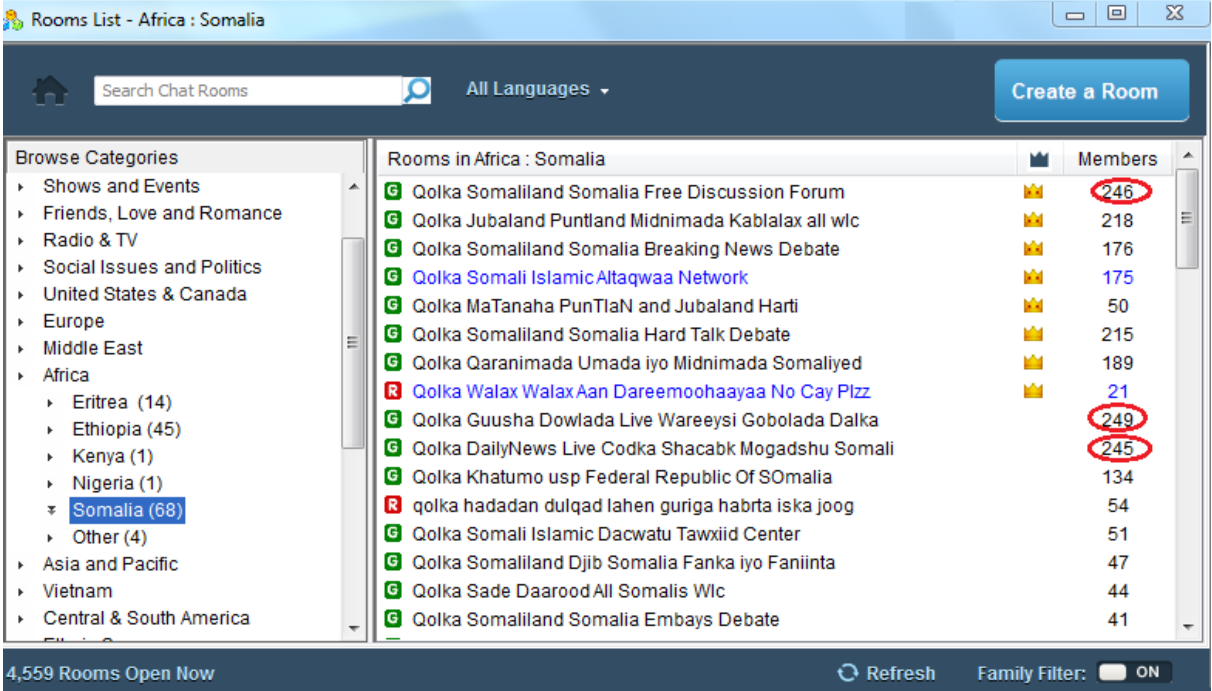 Rooms List - Africa : Somalia
Search Chat Rooms
All Languages
Create a Room
Browse Categories
Shows and Events
Friends, Love and Romance
Radio & TV
Social Issues and Politics
United States & Canada
Europe
Middle East
Africa
Eritrea (14)
Ethiopia (45)
Kenya (1)
Nigeria (1)
Somalia (68)
Other (4)
Asia and Pacific
Vietnam
Central & South America
Rooms in Africa : Somalia Members
G Qolka Somaliland Somalia Free Discussion Forum 246
G Qolka Jubaland Puntland Midnimada Kablalax all wlc 218
G Qolka Somaliland Somalia Breaking News Debate 176
G Qolka Somali Islamic Altaqwaa Network 175
G Qolka MaTanaha PunTlaN and Jubaland Harti 50
G Qolka Somaliland Somalia Hard Talk Debate 215
G Qolka Qaranimada Umada iyo Midnimada Somaliyed 189
R Qolka Walax Walax Aan Dareemoohaayaa No Cay Plzz 21
G Qolka Guusha Dowlada Live Wareeysi Gobolada Dalka 249
G Qolka DailyNews Live Codka Shacabk Mogadshu Somali 245
G Qolka Khatumo usp Federal Republic Of SOmalia 134
R qolka hadadan dulqad lahen guriga habrta iska joog 54
G Qolka Somali Islamic Dacwatu Tawxiid Center 51
G Qolka Somaliland Djib Somalia Fanka iyo Faniinta 47
G Qolka Sade Daarood All Somalis Wlc 44
G Qolka Somaliland Somalia Embays Debate 41
4,559 Rooms Open Now
Refresh
Family Filter: ON